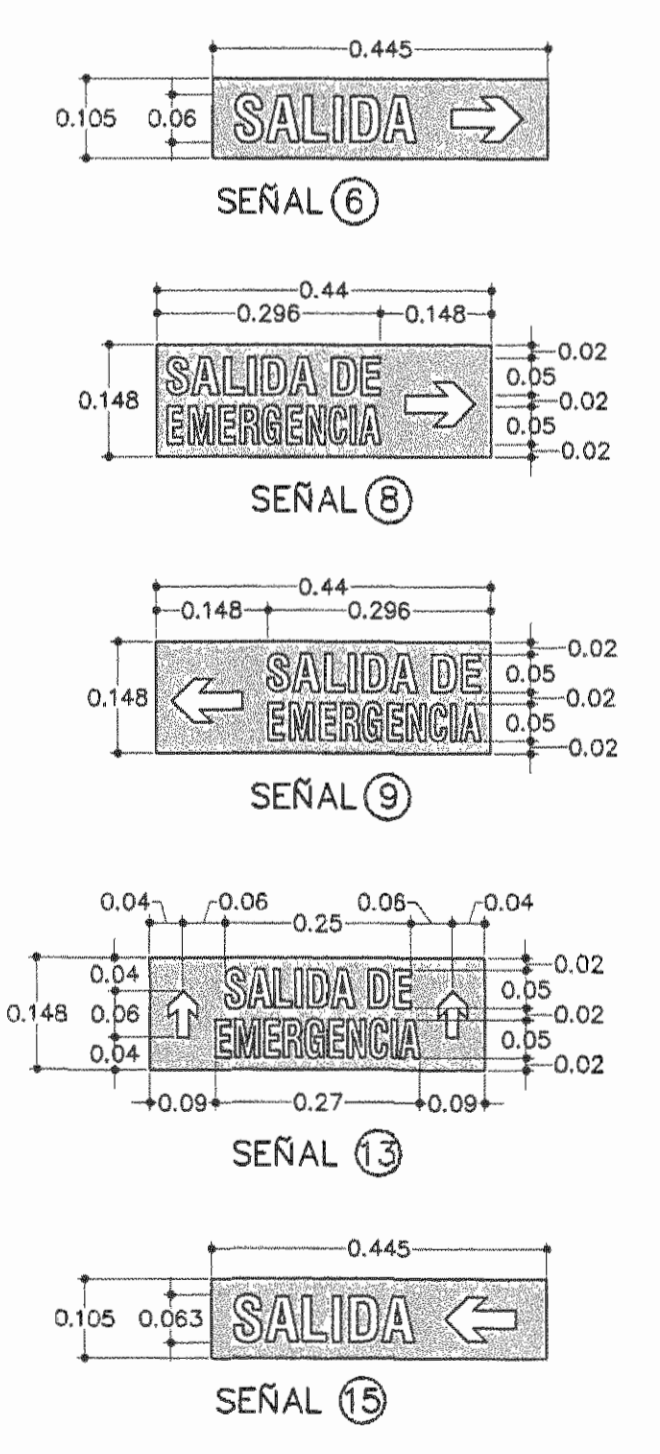 0.445
0.105 0.06 SALIDA
SEÑAL 6
0.44
0.296 0.148
0.148 SALIDA DE 0.02
0.05
EMERGENCIA 0.02
0.05
0.02
SEÑAL 8
0.44
0.148 0.296
0.148 SALIDA DE 0.02
0.05
EMERGENCIA 0.02
0.05
0.02
SEÑAL 9
0.04 0.06 0.25 0.06 0.04
0.148 0.04 SALIDA DE 0.02
0.05
0.06 EMERGENCIA 0.02
0.05
0.04 0.02
0.09 0.27 0.09
SEÑAL 13
0.445
0.105 0.063 SALIDA
SEÑAL 15